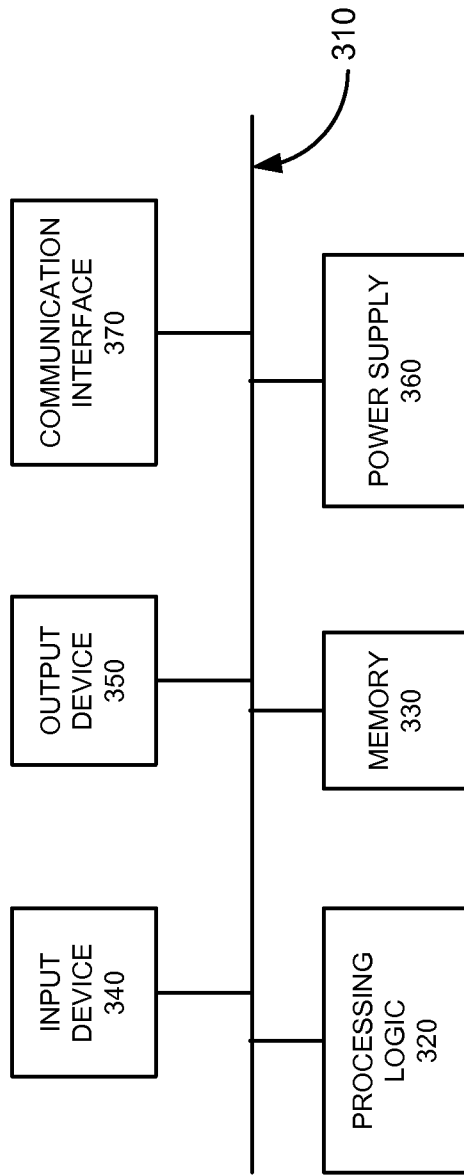 INPUT
DEVICE
340
OUTPUT
DEVICE
350
COMMUNICATION
INTERFACE
370
310
PROCESSING
LOGIC
320
MEMORY
330
POWER SUPPLY
360